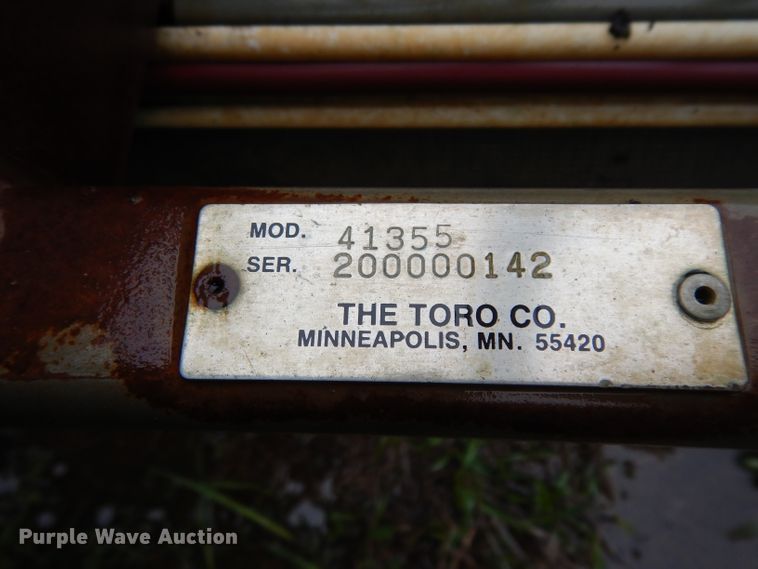 MOD. 41355
SER. 200000142
THE TORO CO.
MINNEAPOLIS, MN. 55420
Purple Wave Auction